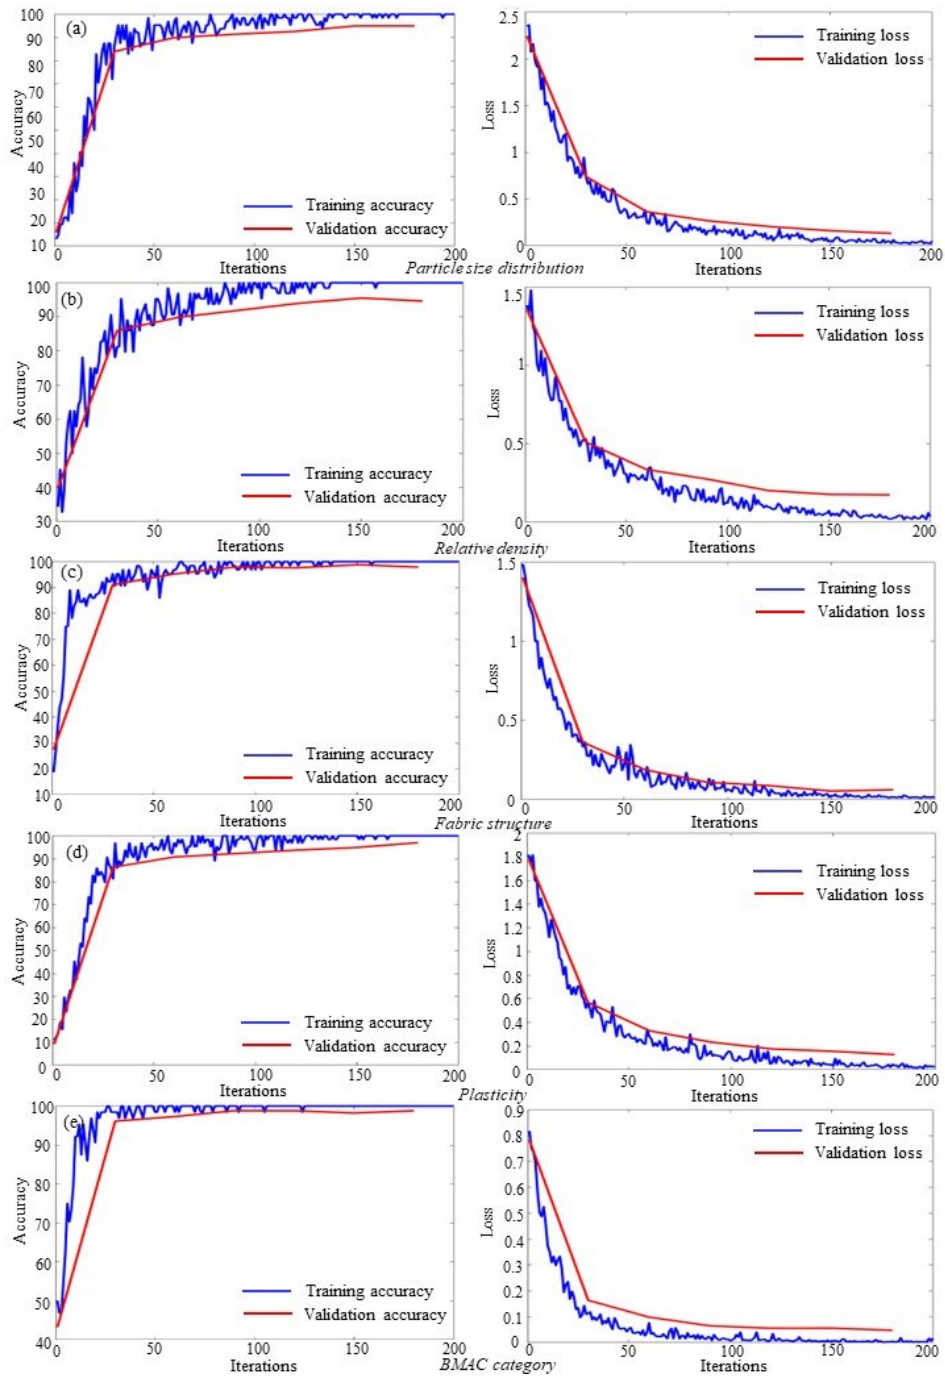 (a)
Accuracy
100
90
80
70
60
50
40
30
20
10
Training accuracy
Validation accuracy
0 50 100 150 200
Iterations
Loss
2.5
2
1.5
1
0.5
0
Training loss
Validation loss
0 50 100 150 200
Iterations
Particle size distribution
(b)
Accuracy
100
90
80
70
60
50
40
30
Training accuracy
Validation accuracy
0 50 100 150 200
Iterations
Loss
1.5
1
0.5
0
Training loss
Validation loss
0 50 100 150 200
Iterations
Relative density
(c)
Accuracy
100
90
80
70
60
50
40
30
20
10
Training accuracy
Validation accuracy
0 50 100 150 200
Iterations
Loss
1.5
1
0.5
0
Training loss
Validation loss
0 50 100 150 200
Iterations
Fabric structure
(d)
Accuracy
100
90
80
70
60
50
40
30
20
10
0
Training accuracy
Validation accuracy
0 50 100 150 200
Iterations
Loss
2
1.8
1.6
1.4
1.2
1
0.8
0.6
0.4
0.2
0
Training loss
Validation loss
0 50 100 150 200
Iterations
Plasticity
(e)
Accuracy
100
90
80
70
60
50
40
Training accuracy
Validation accuracy
0 50 100 150 200
Iterations
Loss
0.9
0.8
0.7
0.6
0.5
0.4
0.3
0.2
0.1
0
Training loss
Validation loss
0 50 100 150 200
Iterations
BMAC category